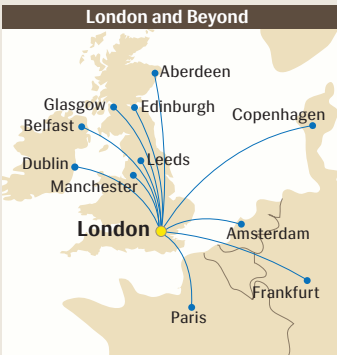 London and Beyond
Aberdeen
Glasgow
Edinburgh
Copenhagen
Belfast
Dublin
Leeds
Manchester
London
Amsterdam
Frankfurt
Paris